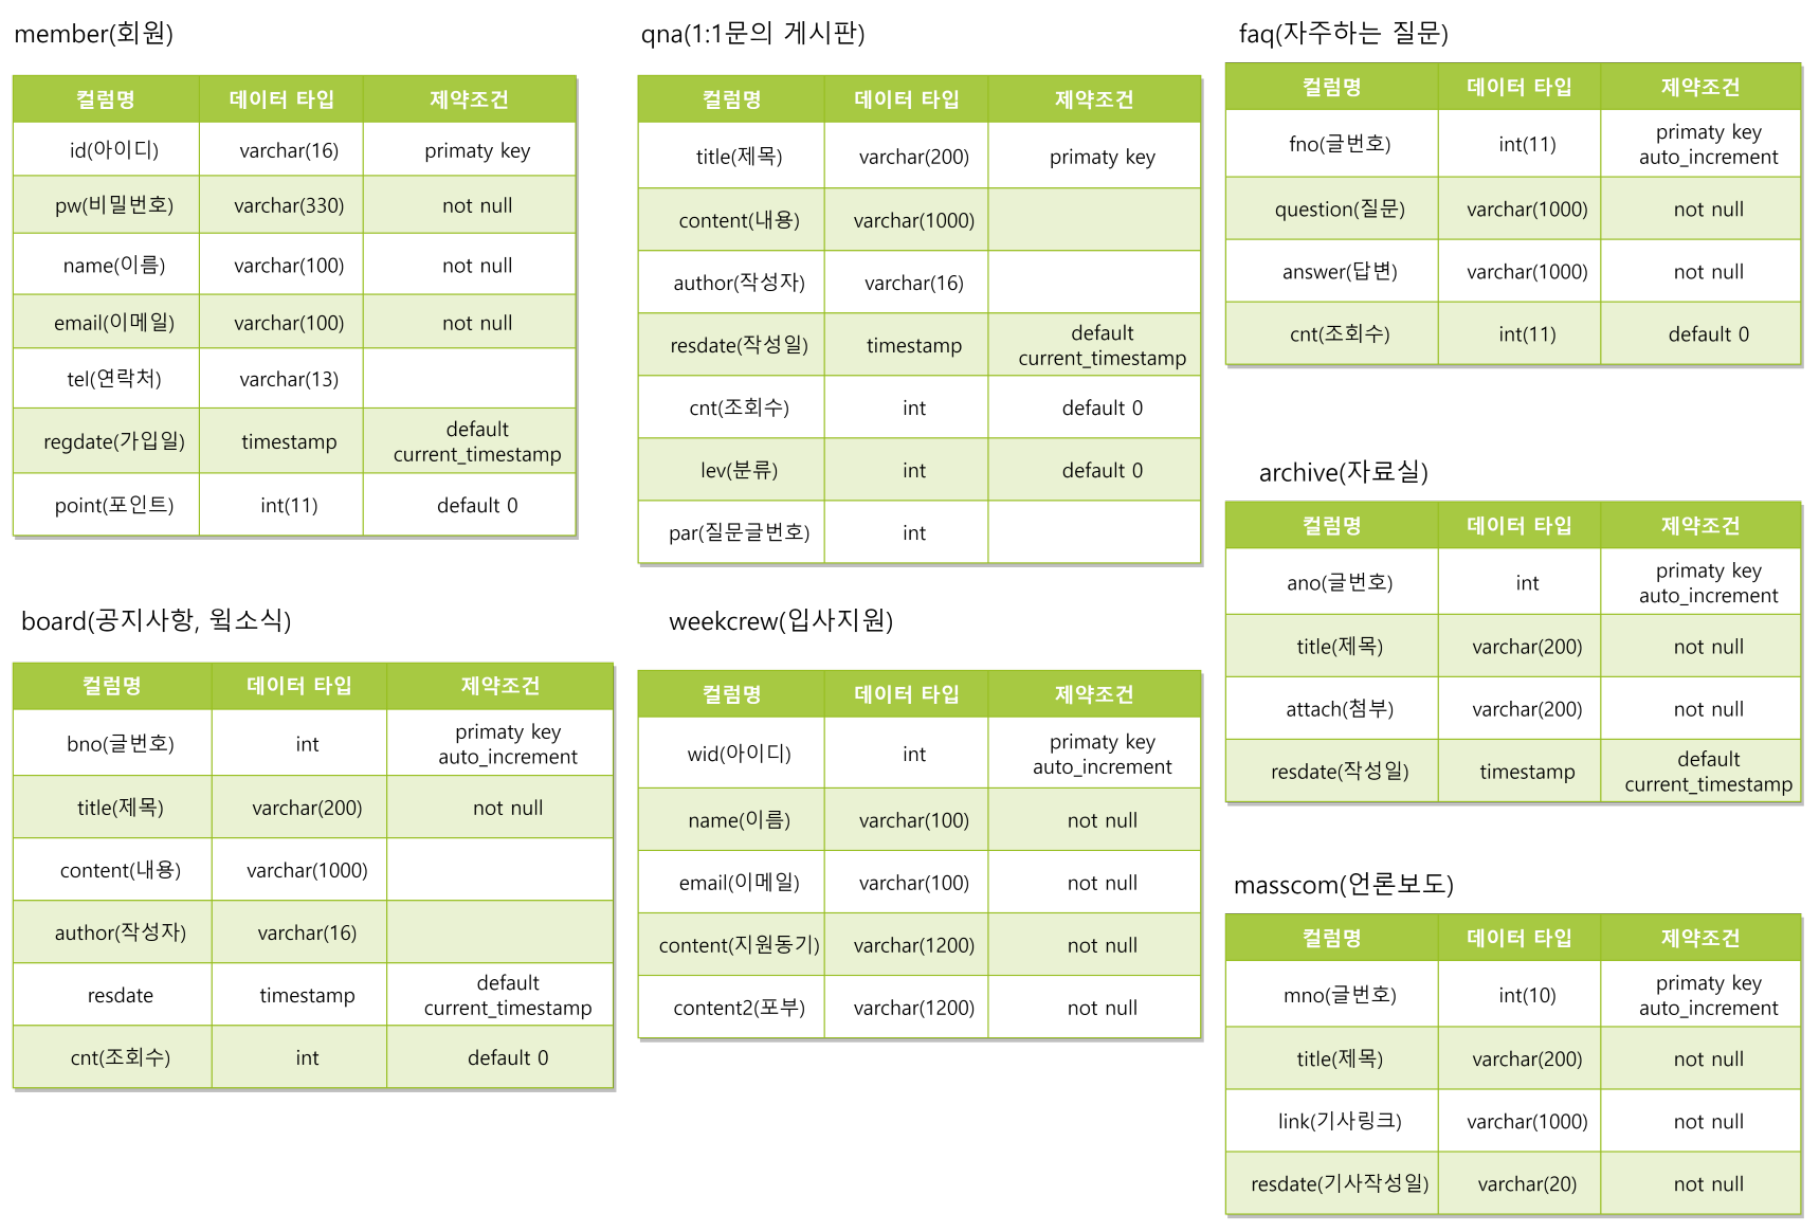 member(회원)
컬럼명 데이터 타입 제약조건
id(아이디) varchar(16) primaty key
pw(비밀번호) varchar(330) not null
name(이름) varchar(100) not null
email(이메일) varchar(100) not null
tel(연락처) varchar(13)
regdate(가입일) timestamp default
current_timestamp
point(포인트) int(11) default 0
board(공지사항, 윜소식)
컬럼명 데이터 타입 제약조건
bno(글번호) int primaty key
auto_increment
title(제목) varchar(200) not null
content(내용) varchar(1000)
author(작성자) varchar(16)
resdate timestamp default
current_timestamp
cnt(조회수) int default 0
qna(1:1문의 게시판)
컬럼명 데이터 타입 제약조건
title(제목) varchar(200) primaty key
content(내용) varchar(1000)
author(작성자) varchar(16)
resdate(작성일) timestamp default
current_timestamp
cnt(조회수) int default 0
lev(분류) int default 0
par(질문글번호) int
weekcrew(입사지원)
컬럼명 데이터 타입 제약조건
wid(아이디) int primaty key
auto_increment
name(이름) varchar(100) not null
email(이메일) varchar(100) not null
content(지원동기) varchar(1200) not null
content2(포부) varchar(1200) not null
faq(자주하는 질문)
컬럼명 데이터 타입 제약조건
fno(글번호) int(11) primaty key
auto_increment
question(질문) varchar(1000) not null
answer(답변) varchar(1000) not null
cnt(조회수) int(11) default 0
archive(자료실)
컬럼명 데이터 타입 제약조건
ano(글번호) int primaty key
auto_increment
title(제목) varchar(200) not null
attach(첨부) varchar(200) not null
resdate(작성일) timestamp default
current_timestamp
masscom(언론보도)
컬럼명 데이터 타입 제약조건
mno(글번호) int(10) primaty key
auto_increment
title(제목) varchar(200) not null
link(기사링크) varchar(1000) not null
resdate(기사작성일) varchar(20) not null